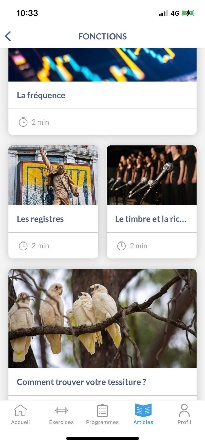 10:33
4G
FONCTIONS
La fréquence
2 min
Les registres
Le timbre et la ric...
2 min
2 min
Comment trouver votre tessiture ?
Accueil
Exercices
Programmes
Articles
Profil